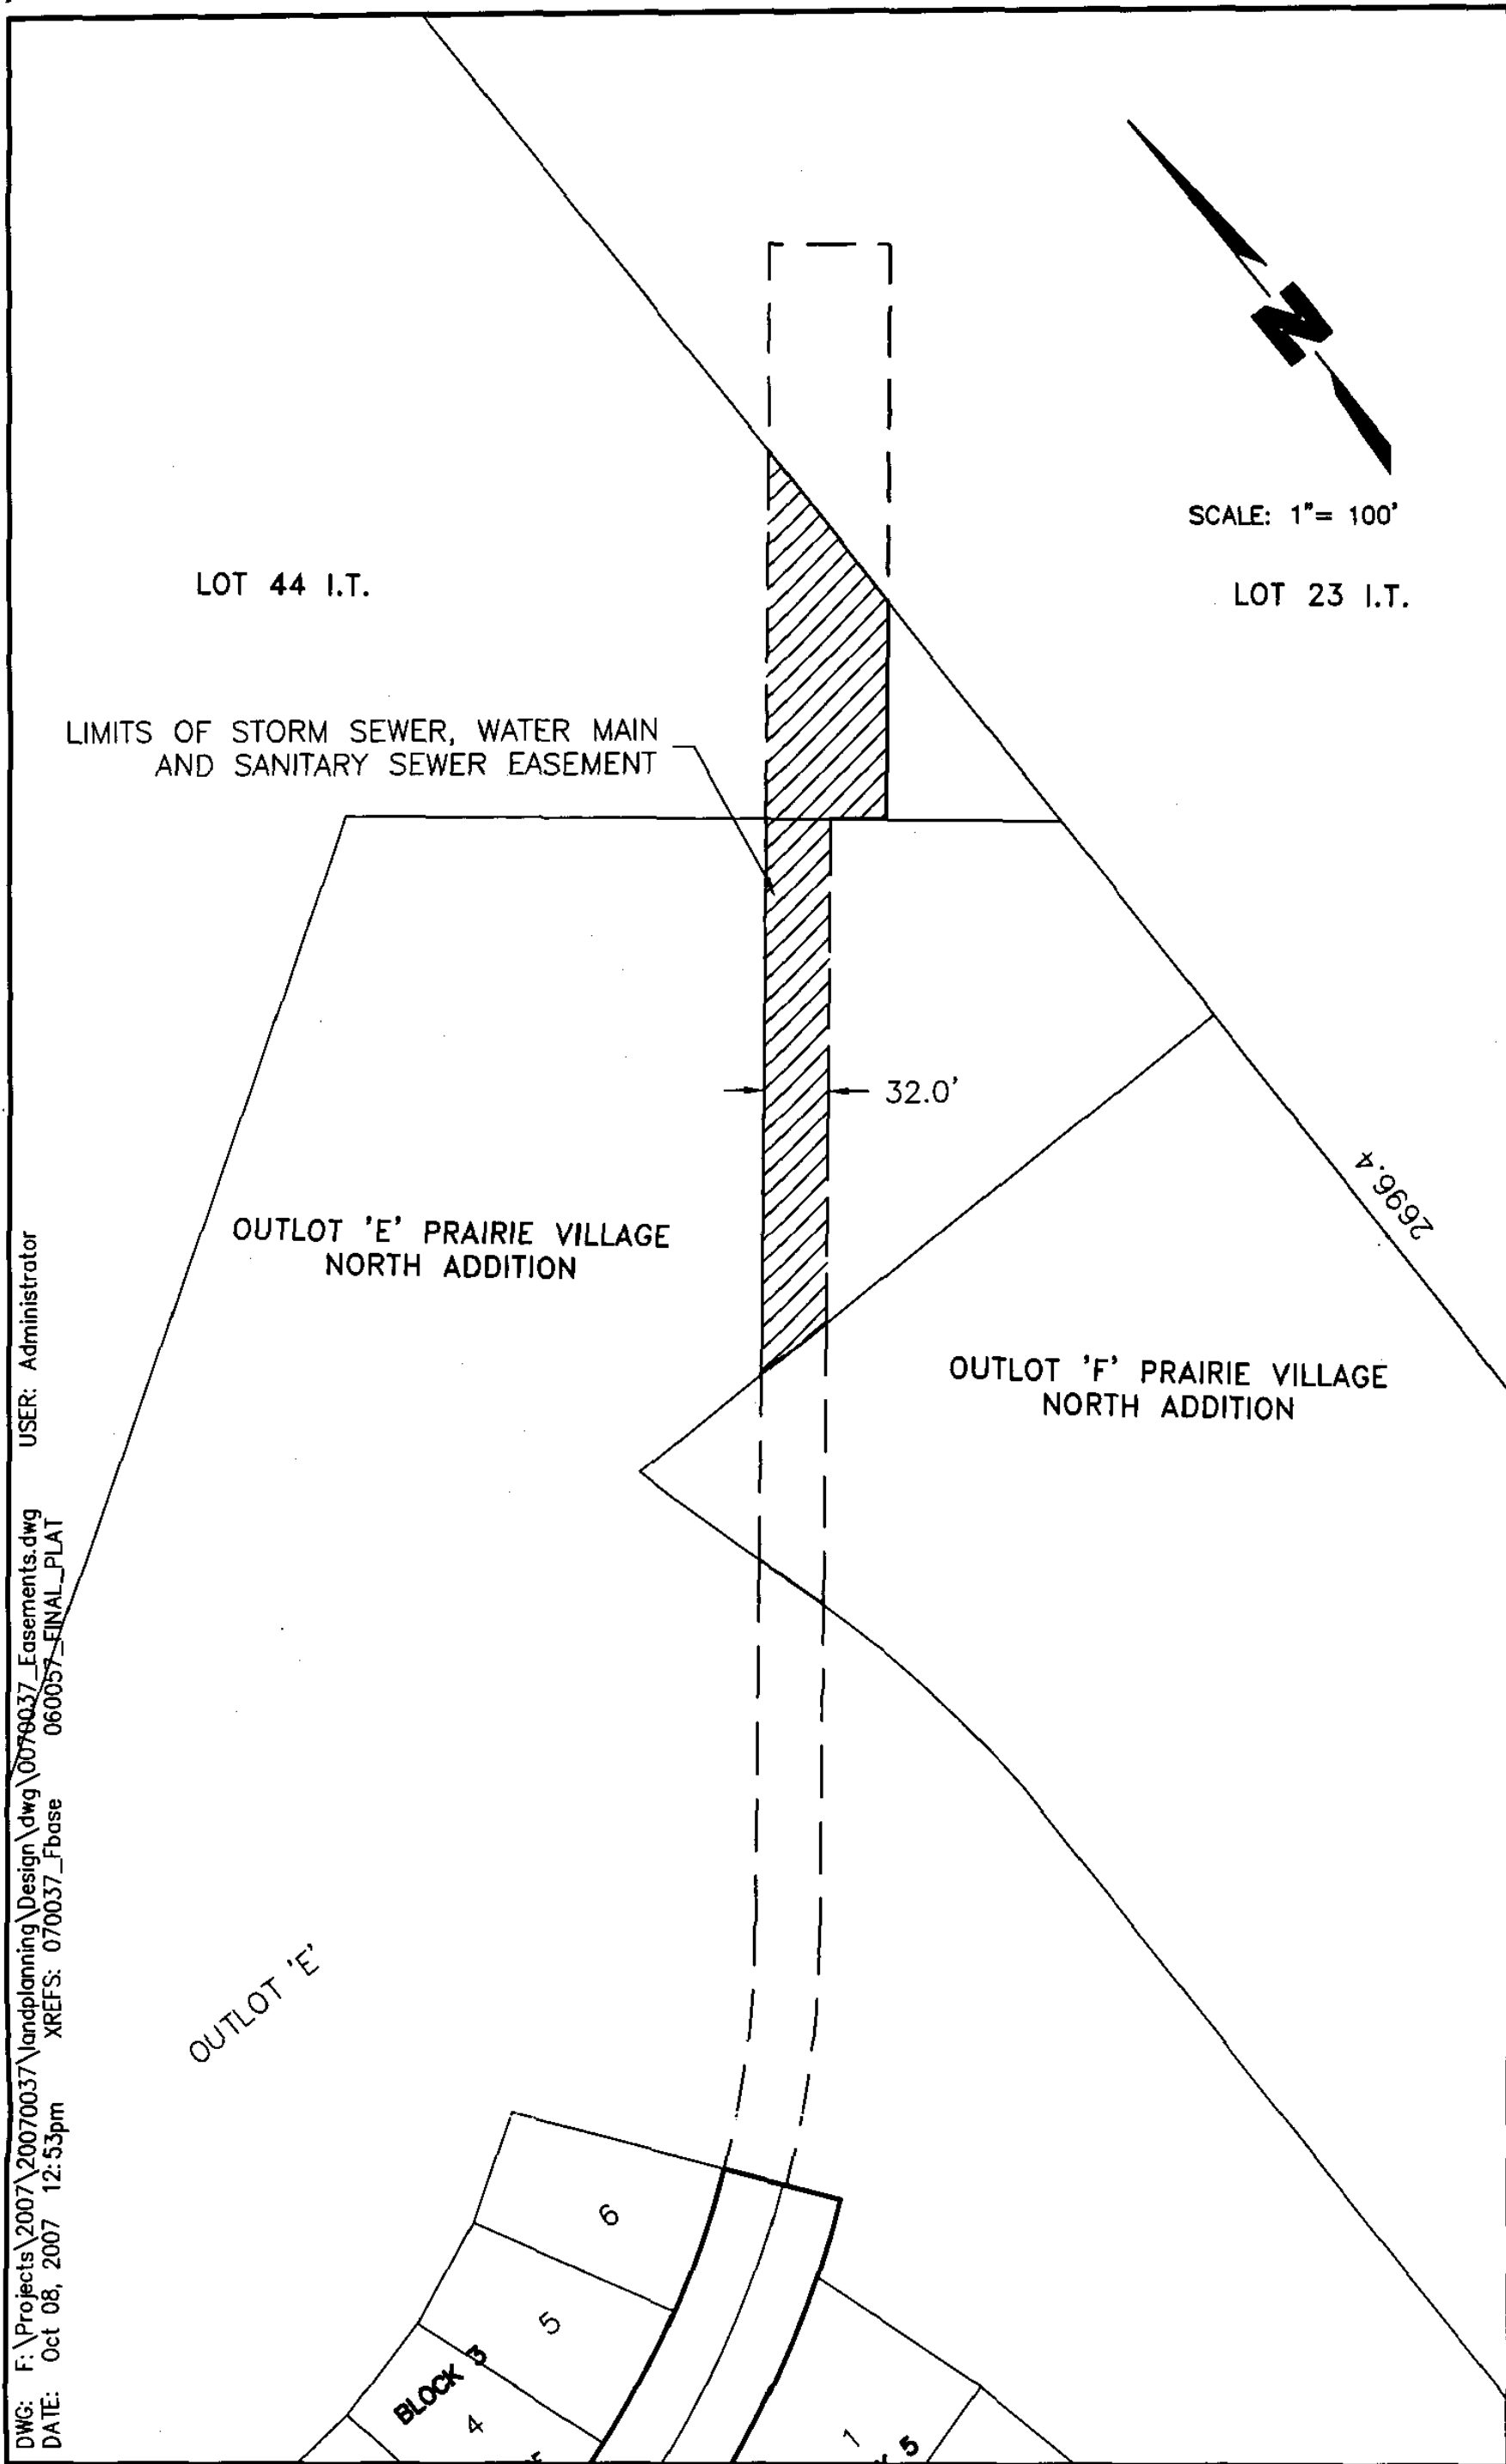 N
SCALE: 1"= 100'
LOT 44 I.T.
LOT 23 I.T.
LIMITS OF STORM SEWER, WATER MAIN
AND SANITARY SEWER EASEMENT
32.0'
2696.4
OUTLOT 'E' PRAIRIE VILLAGE
NORTH ADDITION
OUTLOT 'F' PRAIRIE VILLAGE
NORTH ADDITION
OUTLOT 'E'
6
5
BLOCK 3
4
1
5
DWG: F:\Projects\2007\20070037\landplanning\Design\dwg\0070037_Easements.dwg USER: Administrator
DATE: Oct 08, 2007 12:53pm XREFS: 070037_Fbase 060057_FINAL_PLAT